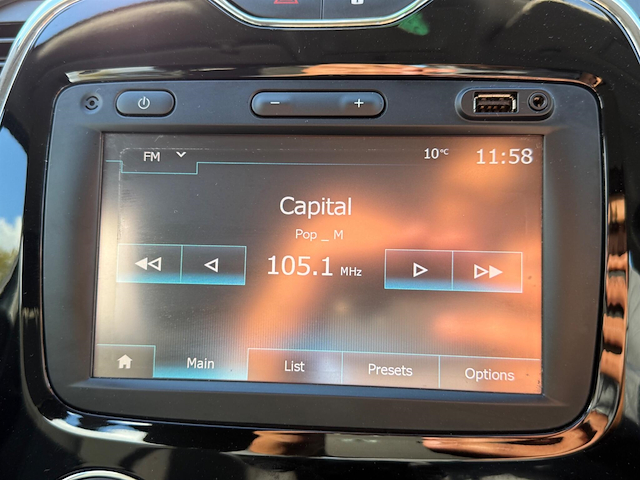 FM 10°C 11:58
Capital
Pop _ M
105.1 MHz
Main List Presets Options